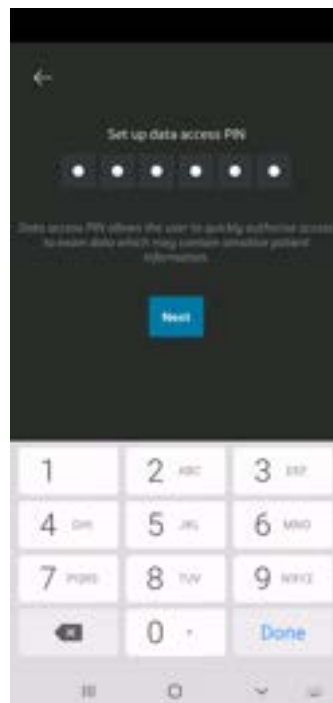 Set up data access PIN
Data access PIN allows the user to quickly authorize access
to exam data which may contain sensitive patient
information.
Next
1
2 ABC
3 DEF
4 GHI
5 JKL
6 MNO
7 PQRS
8 TUV
9 WXYZ
0 +
Done